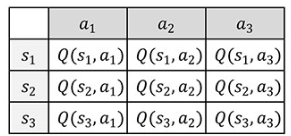 a₁ a₂ a₃
s₁ Q(s₁,a₁) Q(s₁,a₂) Q(s₁,a₃)
s₂ Q(s₂,a₁) Q(s₂,a₂) Q(s₂,a₃)
s₃ Q(s₃,a₁) Q(s₃,a₂) Q(s₃,a₃)